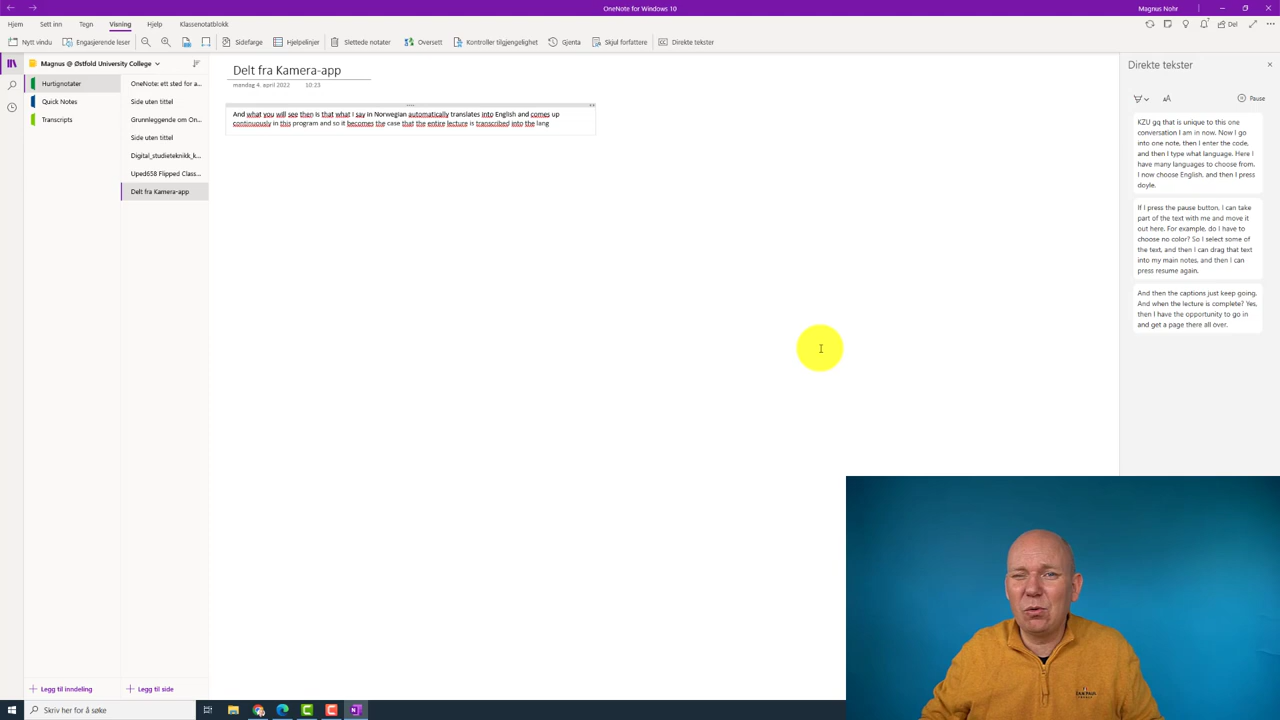 OneNote for Windows 10
Magnus Nohr
Hjem Sett inn Tegn Visning Hjelp Klassenotatblokk
Del
Nytt vindu Engasjerende leser Sidefarge Hjelpelinjer Slettede notater Oversett Kontroller tilgjengelighet Gjenta Skjul forfattere Direkte tekster
Magnus @ Østfold University College
Hurtignotater
Quick Notes
Transcripts
OneNote: ett sted for a...
Side uten tittel
Grunnleggende om On...
Side uten tittel
Digital_studieteknikk_k...
Uped658 Flipped Class...
Delt fra Kamera-app
Delt fra Kamera-app
mandag 4. april 2022 10:23
And what you will see then is that what I say in Norwegian automatically translates into English and comes up
continuously in this program and so it becomes the case that the entire lecture is transcribed into the lang
Direkte tekster
Pause
KZU gq that is unique to this one
conversation I am in now. Now I go
into one note, then I enter the code,
and then I type what language. Here I
have many languages to choose from,
I now choose English, and then I press
doyle.
If I press the pause button, I can take
part of the text with me and move it
out here. For example, do I have to
choose no color? So I select some of
the text, and then I can drag that text
into my main notes, and then I can
press resume again.
And then the captions just keep going.
And when the lecture is complete? Yes,
then I have the opportunity to go in
and get a page there all over.
Legg til inndeling
Legg til side
Skriv her for å søke